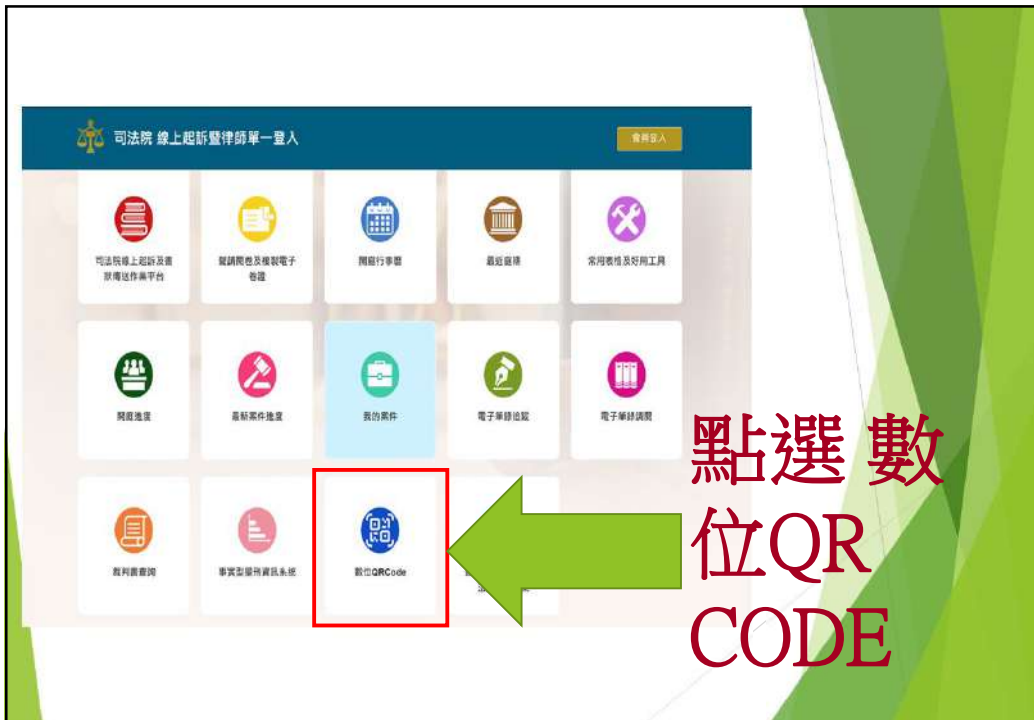 司法院 線上起訴暨律師單一登入
會員登入
司法院線上起訴及書
狀傳送作業平台
聲請閱卷及複製電子
卷證
開庭行事曆
最近庭樓
常用表格及好用工具
開庭進度
最新案件進度
我的案件
電子筆錄追蹤
電子筆錄調閱
裁判書查詢
事實型量刑資訊系統
數位QRCode
點選 數
位QR
CODE